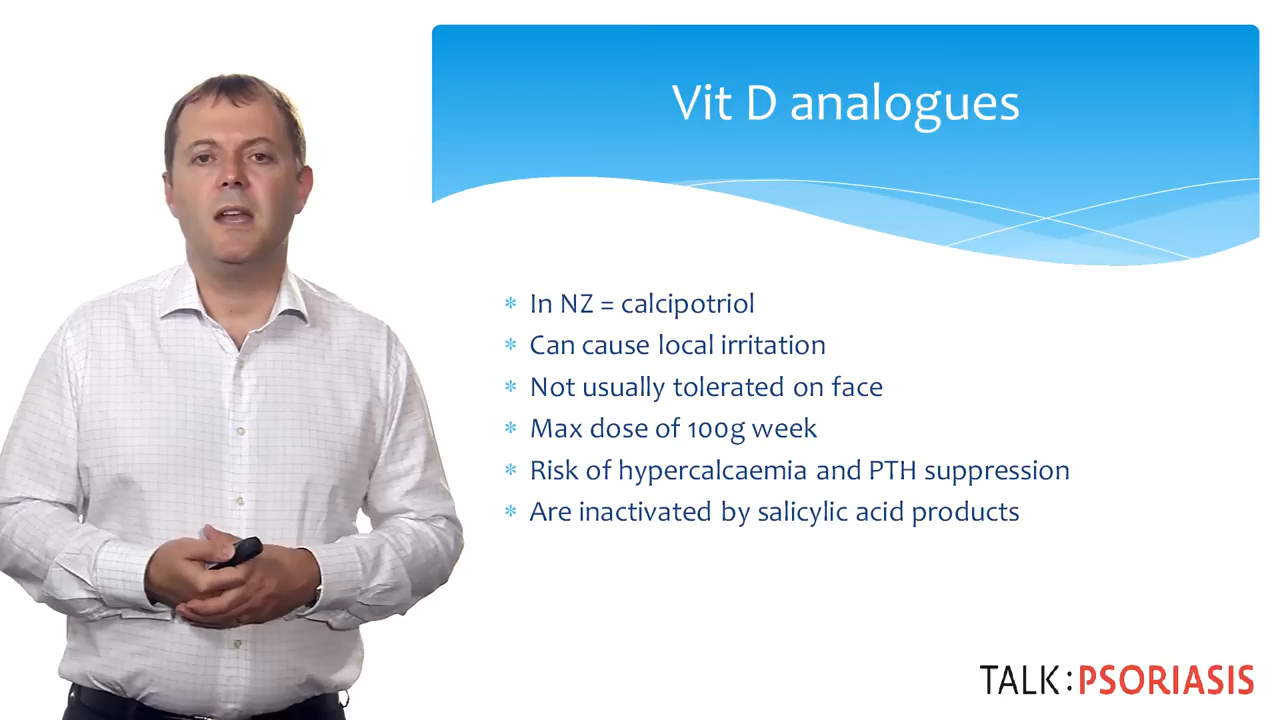 Vit D analogues
* In NZ = calcipotriol
* Can cause local irritation
* Not usually tolerated on face
* Max dose of 100g week
* Risk of hypercalcaemia and PTH suppression
* Are inactivated by salicylic acid products
TALK:PSORIASIS